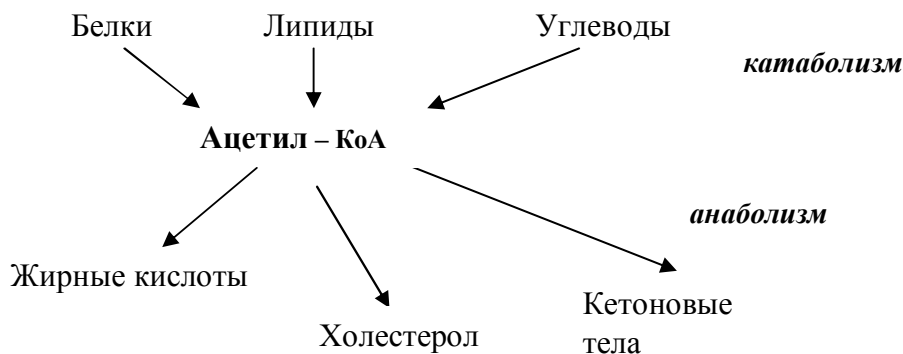 Белки Липиды Углеводы
катаболизм
Ацетил – КоА
анаболизм
Жирные кислоты
Холестерол
Кетоновые
тела